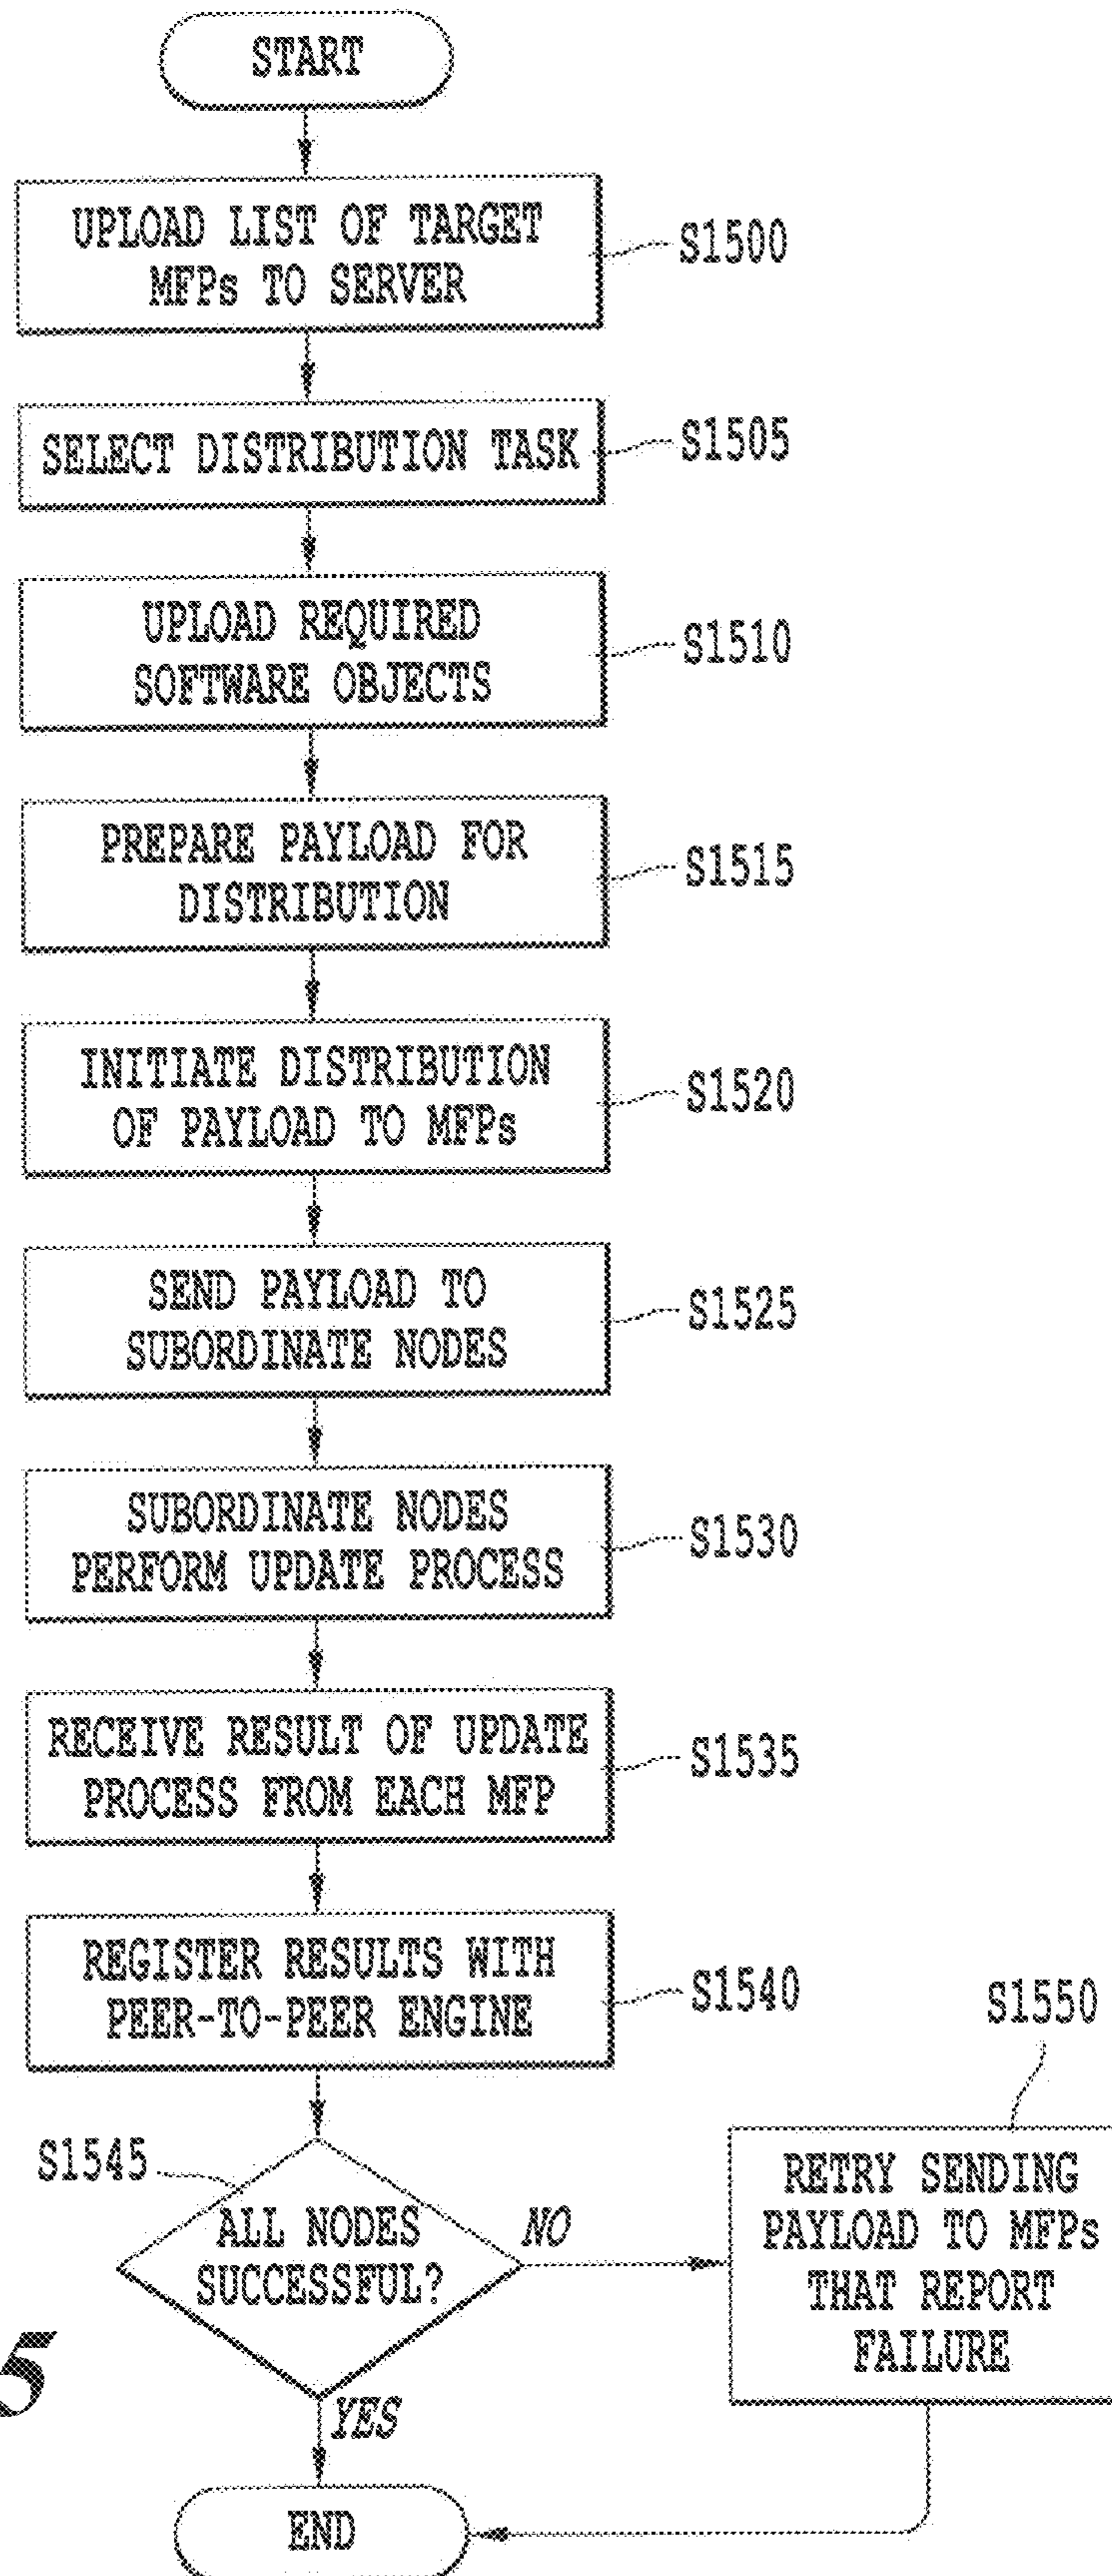 START
UPLOAD LIST OF TARGET
MFPs TO SERVER
S1500
SELECT DISTRIBUTION TASK
S1505
UPLOAD REQUIRED
SOFTWARE OBJECTS
S1510
PREPARE PAYLOAD FOR
DISTRIBUTION
S1515
INITIATE DISTRIBUTION
OF PAYLOAD TO MFPs
S1520
SEND PAYLOAD TO
SUBORDINATE NODES
S1525
SUBORDINATE NODES
PERFORM UPDATE PROCESS
S1530
RECEIVE RESULT OF UPDATE
PROCESS FROM EACH MFP
S1535
REGISTER RESULTS WITH
PEER-TO-PEER ENGINE
S1540
S1545
ALL NODES
SUCCESSFUL?
NO
S1550
RETRY SENDING
PAYLOAD TO MFPs
THAT REPORT
FAILURE
5
YES
END